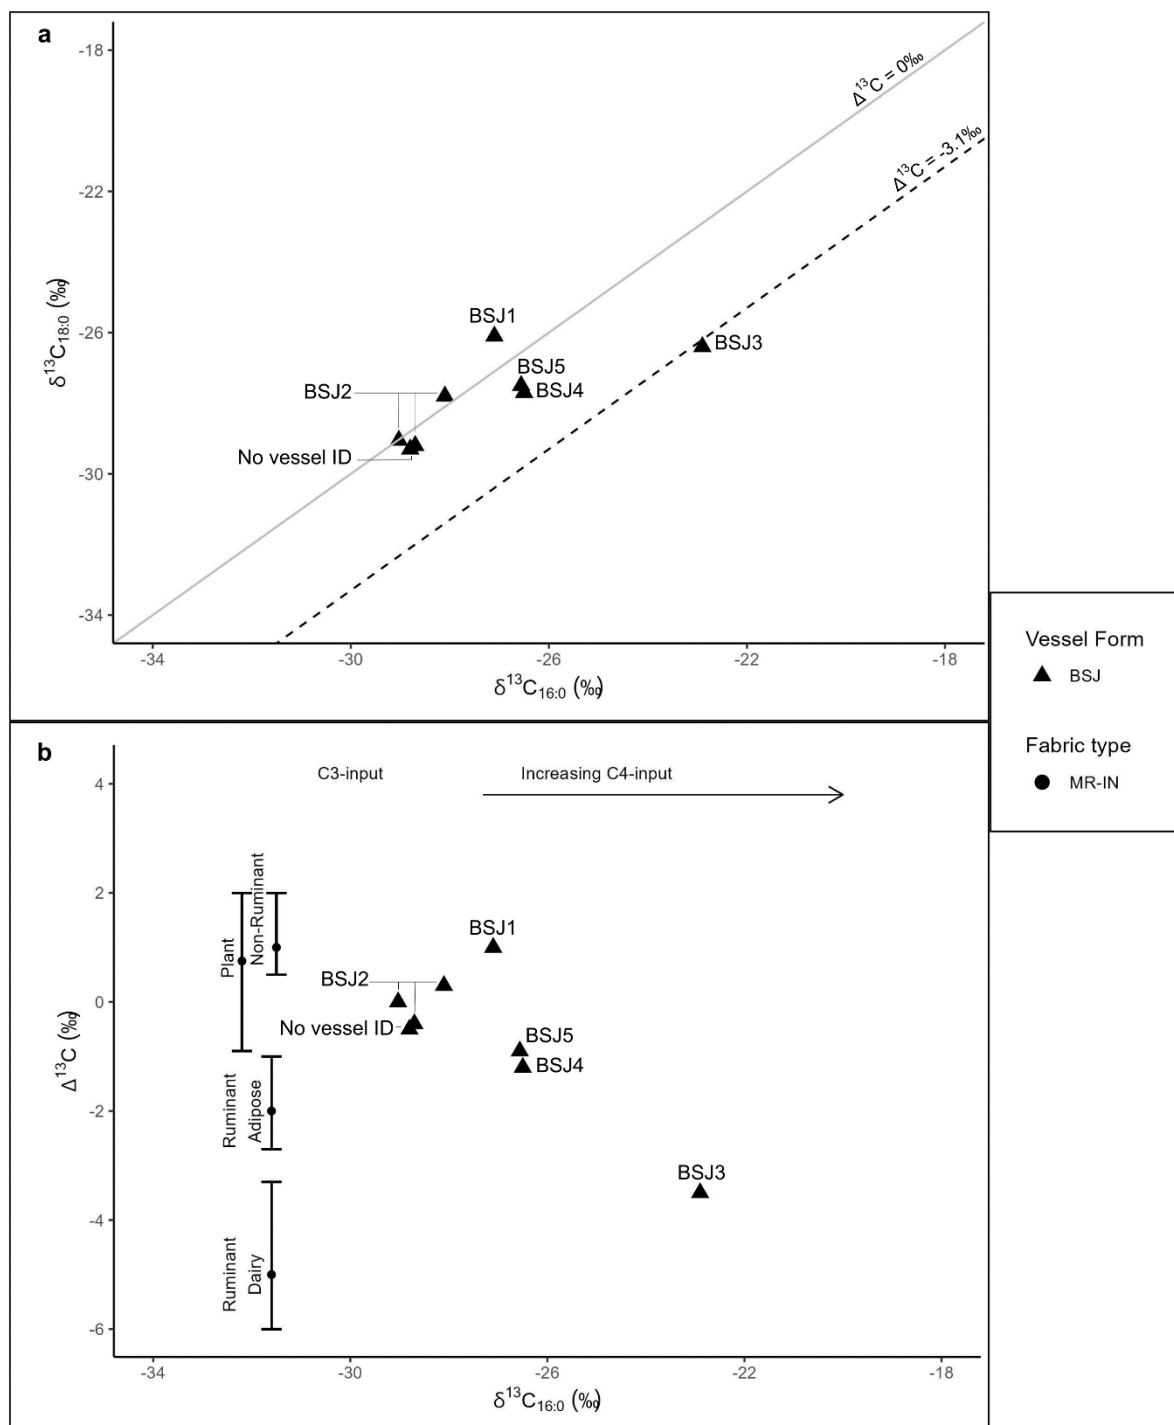 a
-18
-22
-26
-30
-34
δ¹³C₁₈:₀ (‰)
Δ¹³C = 0‰
Δ¹³C = -3.1‰
BSJ1
BSJ3
BSJ5
BSJ4
BSJ2
No vessel ID
-34
-30
-26
-22
-18
δ¹³C₁₆:₀ (‰)
b
C3-input
Increasing C4-input
4
2
0
-2
-4
-6
Δ¹³C (‰)
Plant
Non-Ruminant
Ruminant
Adipose
Ruminant
Dairy
BSJ1
BSJ2
No vessel ID
BSJ5
BSJ4
BSJ3
-34
-30
-26
-22
-18
δ¹³C₁₆:₀ (‰)
Vessel Form
BSJ
Fabric type
MR-IN